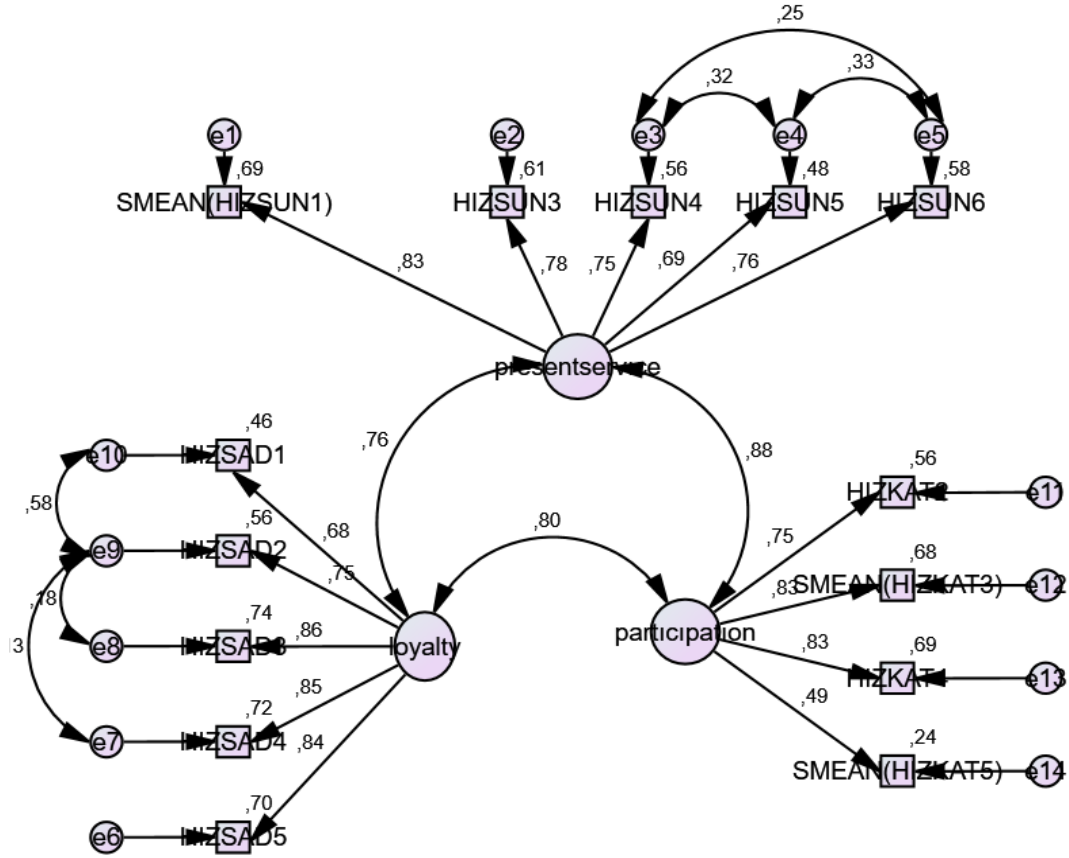 ,25
,33
,32
e1
e2
e3
e4
e5
,69
,61
,56
,48
,58
SMEAN(HIZSUN1)
HIZSUN3
HIZSUN4
HIZSUN5
HIZSUN6
,83
,78
,75
,69
,76
presentservice
,76
,88
,80
,46
e10
HIZSAD1
,58
,68
,56
e9
HIZSAD2
,75
,18
,74
e8
HIZSAD3
,86
loyalty
,85
,72
e7
HIZSAD4
,84
,70
e6
HIZSAD5
participation
,56
HIZKAT2
e11
,75
,68
SMEAN(HIZKAT3)
e12
,83
,69
,83
e13
,49
,24
SMEAN(HIZKAT5)
e14